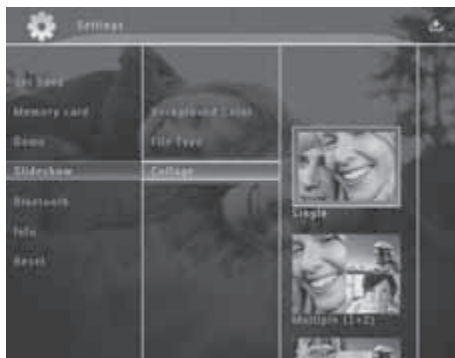 Settings
Memory card
Demo
Slideshow
Bluetooth
Info
Reset
Background Color
File Type
Collage
Single
Multiple (1+2)